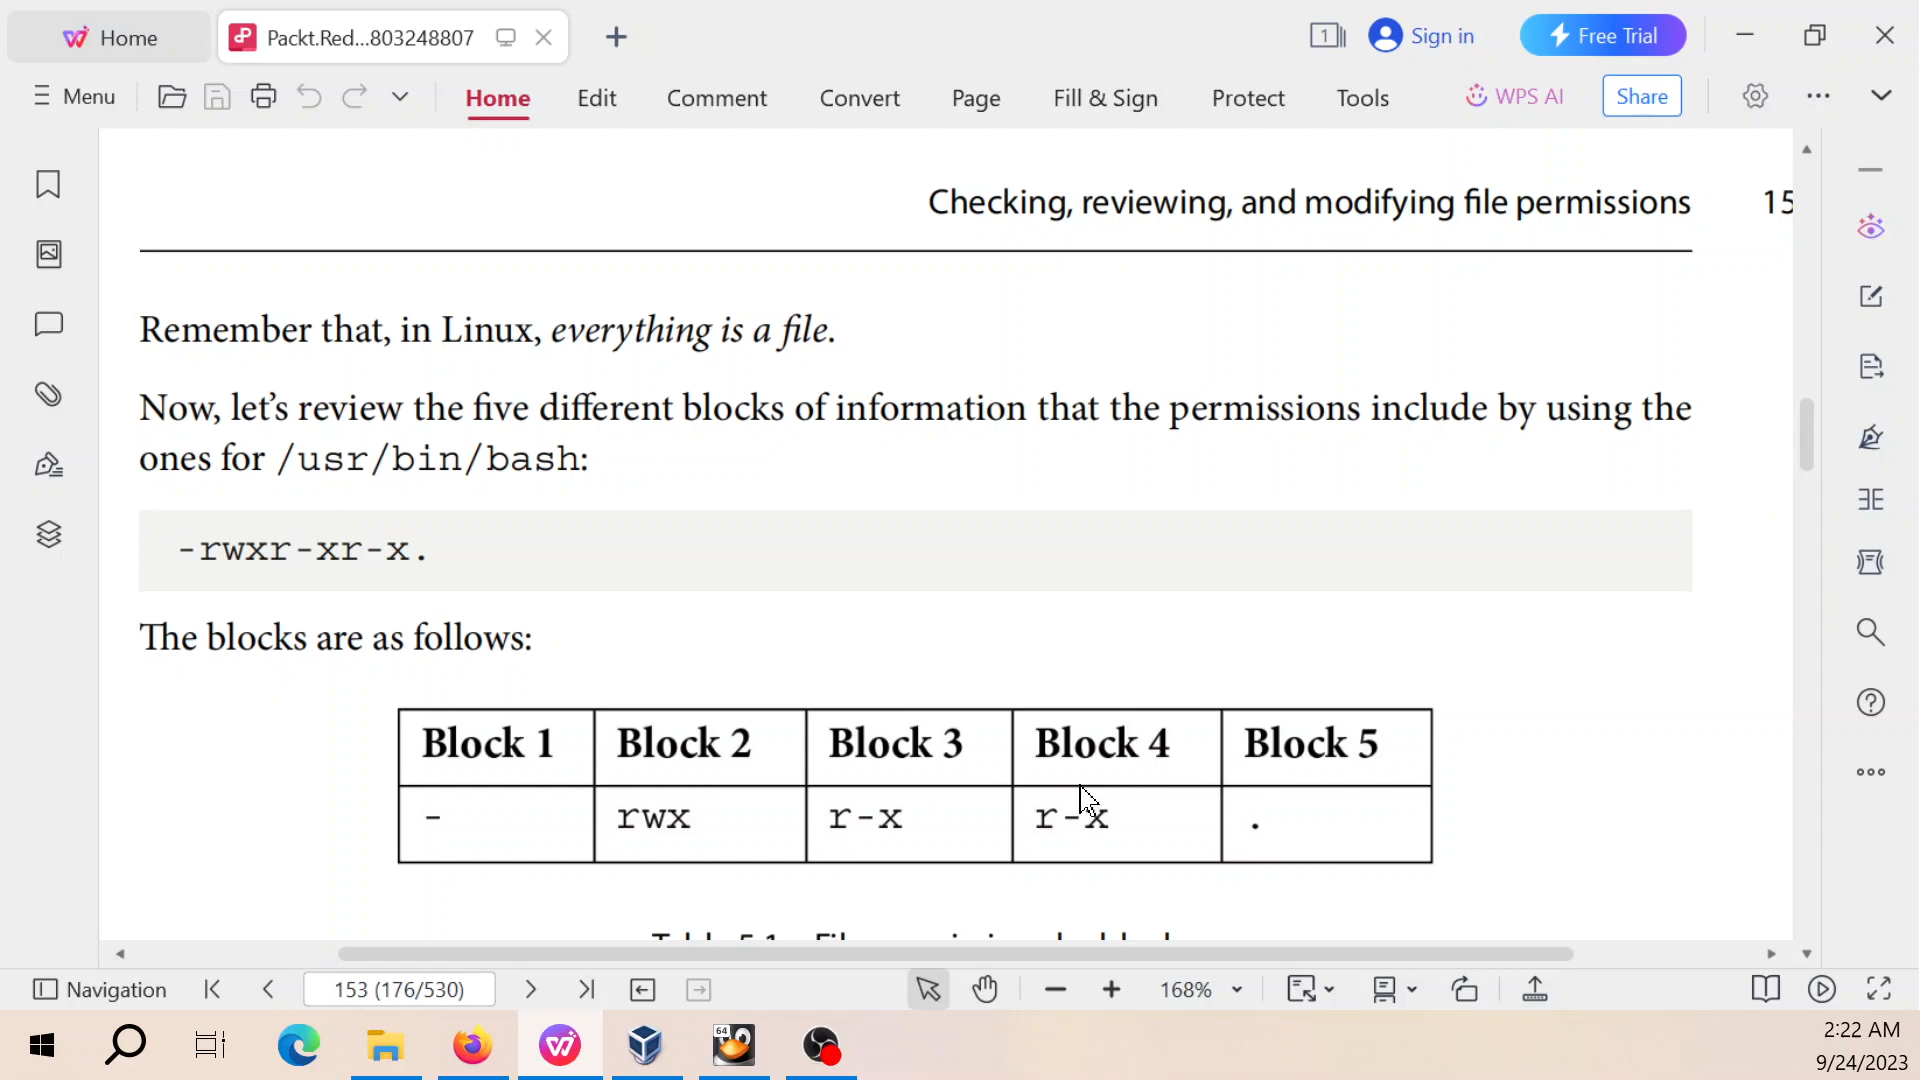 Home
Packt.Red...803248807
1
Sign in
Free Trial
Menu
Home
Edit
Comment
Convert
Page
Fill & Sign
Protect
Tools
WPS AI
Share
Checking, reviewing, and modifying file permissions 15
Remember that, in Linux, everything is a file.
Now, let's review the five different blocks of information that the permissions include by using the
ones for /usr/bin/bash:
-rwxr-xr-x.
The blocks are as follows:
Block 1 Block 2 Block 3 Block 4 Block 5
- rwx r-x r-x .
Navigation
153 (176/530)
168%
64
2:22 AM
9/24/2023